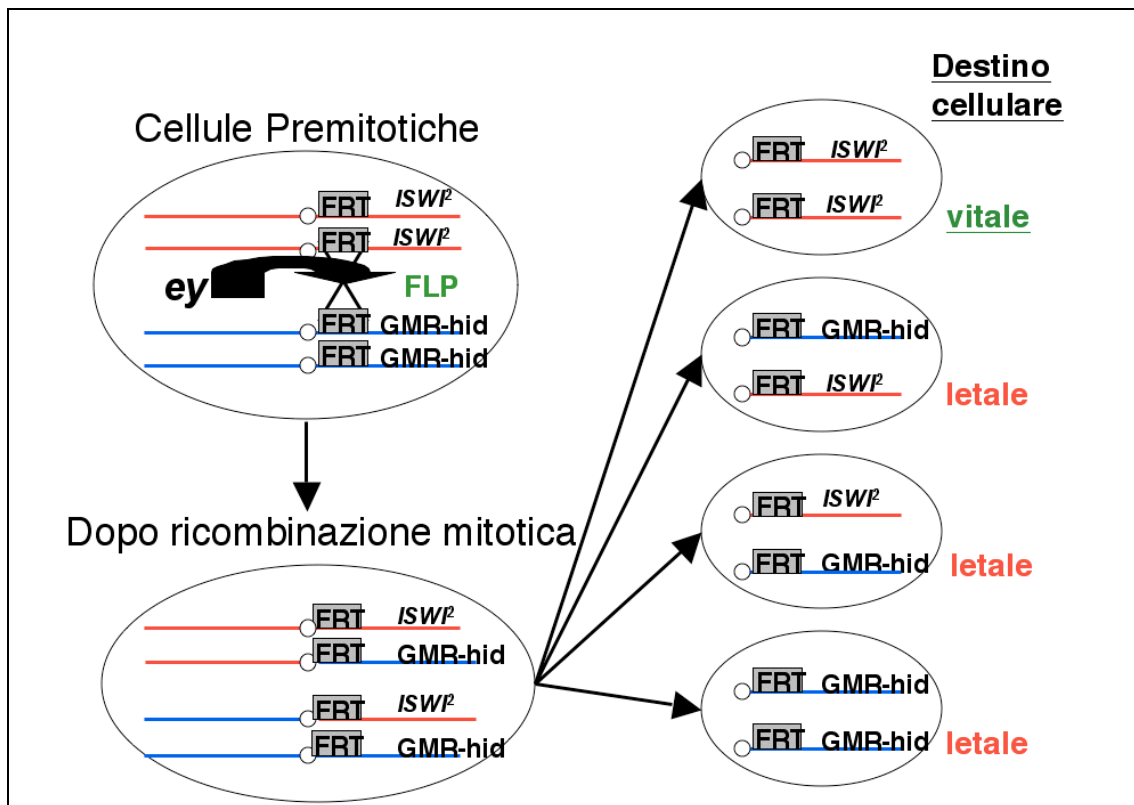 Cellule Premitotiche
FRT ISWI²
FRT ISWI²
ey FLP
FRT GMR-hid
FRT GMR-hid
Dopo ricombinazione mitotica
FRT ISWI²
FRT GMR-hid
FRT ISWI²
FRT GMR-hid
Destino
cellulare
FRT ISWI²
FRT ISWI²
vitale
FRT GMR-hid
FRT ISWI²
letale
FRT ISWI²
FRT GMR-hid
letale
FRT GMR-hid
FRT GMR-hid
letale